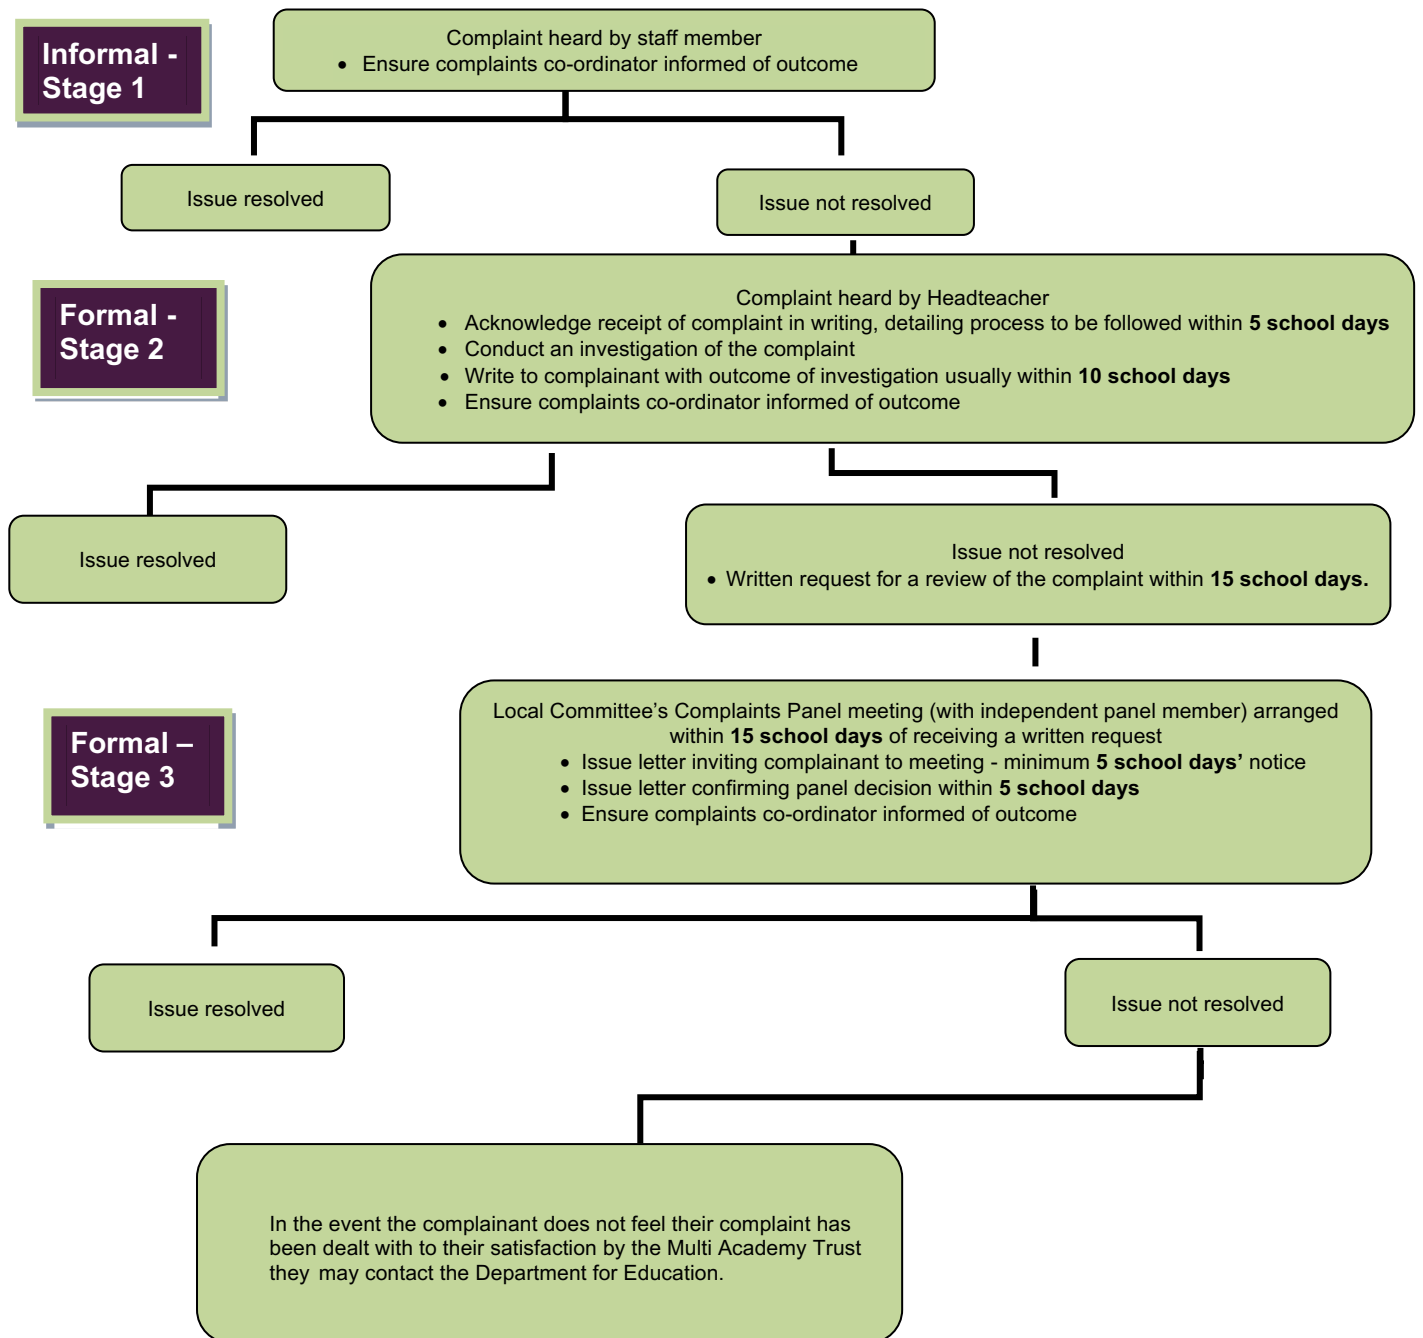 Informal -
Stage 1
Complaint heard by staff member
• Ensure complaints co-ordinator informed of outcome
Issue resolved
Issue not resolved
Formal -
Stage 2
Complaint heard by Headteacher
• Acknowledge receipt of complaint in writing, detailing process to be followed within 5 school days
• Conduct an investigation of the complaint
• Write to complainant with outcome of investigation usually within 10 school days
• Ensure complaints co-ordinator informed of outcome
Issue resolved
Issue not resolved
• Written request for a review of the complaint within 15 school days.
Formal –
Stage 3
Local Committee’s Complaints Panel meeting (with independent panel member) arranged
within 15 school days of receiving a written request
• Issue letter inviting complainant to meeting - minimum 5 school days’ notice
• Issue letter confirming panel decision within 5 school days
• Ensure complaints co-ordinator informed of outcome
Issue resolved
Issue not resolved
In the event the complainant does not feel their complaint has
been dealt with to their satisfaction by the Multi Academy Trust
they may contact the Department for Education.